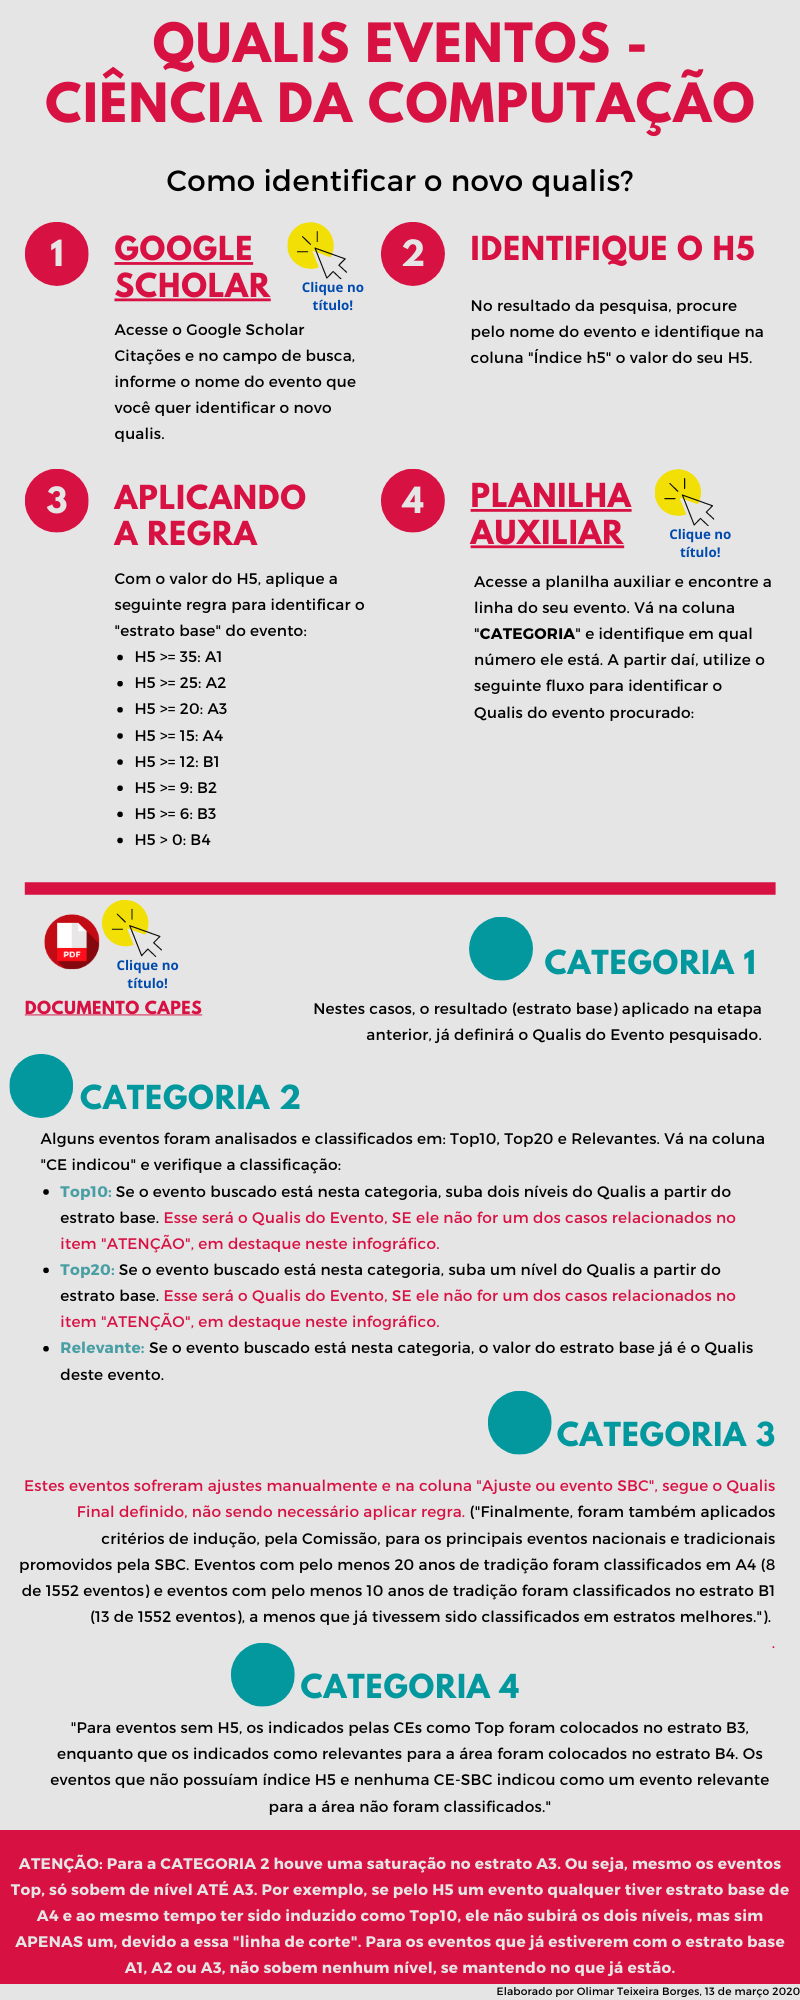 QUALIS EVENTOS -
CIÊNCIA DA COMPUTAÇÃO
Como identificar o novo qualis?
1
GOOGLE
SCHOLAR
Clique no
título!
Acesse o Google Scholar
Citações e no campo de busca,
informe o nome do evento que
você quer identificar o novo
qualis.
2
IDENTIFIQUE O H5
No resultado da pesquisa, procure
pelo nome do evento e identifique na
coluna "Índice h5" o valor do seu H5.
3
APLICANDO
A REGRA
Com o valor do H5, aplique a
seguinte regra para identificar o
"estrato base" do evento:
• H5 >= 35: A1
• H5 >= 25: A2
• H5 >= 20: A3
• H5 >= 15: A4
• H5 >= 12: B1
• H5 >= 9: B2
• H5 >= 6: B3
• H5 > 0: B4
4
PLANILHA
AUXILIAR
Clique no
título!
Acesse a planilha auxiliar e encontre a
linha do seu evento. Vá na coluna
"CATEGORIA" e identifique em qual
número ele está. A partir daí, utilize o
seguinte fluxo para identificar o
Qualis do evento procurado:
PDF
Clique no
título!
DOCUMENTO CAPES
CATEGORIA 1
Nestes casos, o resultado (estrato base) aplicado na etapa
anterior, já definirá o Qualis do Evento pesquisado.
CATEGORIA 2
Alguns eventos foram analisados e classificados em: Top10, Top20 e Relevantes. Vá na coluna
"CE indicou" e verifique a classificação:
• Top10: Se o evento buscado está nesta categoria, suba dois níveis do Qualis a partir do
estrato base. Esse será o Qualis do Evento, SE ele não for um dos casos relacionados no
item "ATENÇÃO", em destaque neste infográfico.
• Top20: Se o evento buscado está nesta categoria, suba um nível do Qualis a partir do
estrato base. Esse será o Qualis do Evento, SE ele não for um dos casos relacionados no
item "ATENÇÃO", em destaque neste infográfico.
• Relevante: Se o evento buscado está nesta categoria, o valor do estrato base já é o Qualis
deste evento.
CATEGORIA 3
Estes eventos sofreram ajustes manualmente e na coluna "Ajuste ou evento SBC", segue o Qualis
Final definido, não sendo necessário aplicar regra. ("Finalmente, foram também aplicados
critérios de indução, pela Comissão, para os principais eventos nacionais e tradicionais
promovidos pela SBC. Eventos com pelo menos 20 anos de tradição foram classificados em A4 (8
de 1552 eventos) e eventos com pelo menos 10 anos de tradição foram classificados no estrato B1
(13 de 1552 eventos), a menos que já tivessem sido classificados em estratos melhores.").
.
CATEGORIA 4
"Para eventos sem H5, os indicados pelas CEs como Top foram colocados no estrato B3,
enquanto que os indicados como relevantes para a área foram colocados no estrato B4. Os
eventos que não possuíam índice H5 e nenhuma CE-SBC indicou como um evento relevante
para a área não foram classificados."
ATENÇÃO: Para a CATEGORIA 2 houve uma saturação no estrato A3. Ou seja, mesmo os eventos
Top, só sobem de nível ATÉ A3. Por exemplo, se pelo H5 um evento qualquer tiver estrato base de
A4 e ao mesmo tempo ter sido induzido como Top10, ele não subirá os dois níveis, mas sim
APENAS um, devido a essa "linha de corte". Para os eventos que já estiverem com o estrato base
A1, A2 ou A3, não sobem nenhum nível, se mantendo no que já estão.
Elaborado por Olimar Teixeira Borges, 13 de março 2020